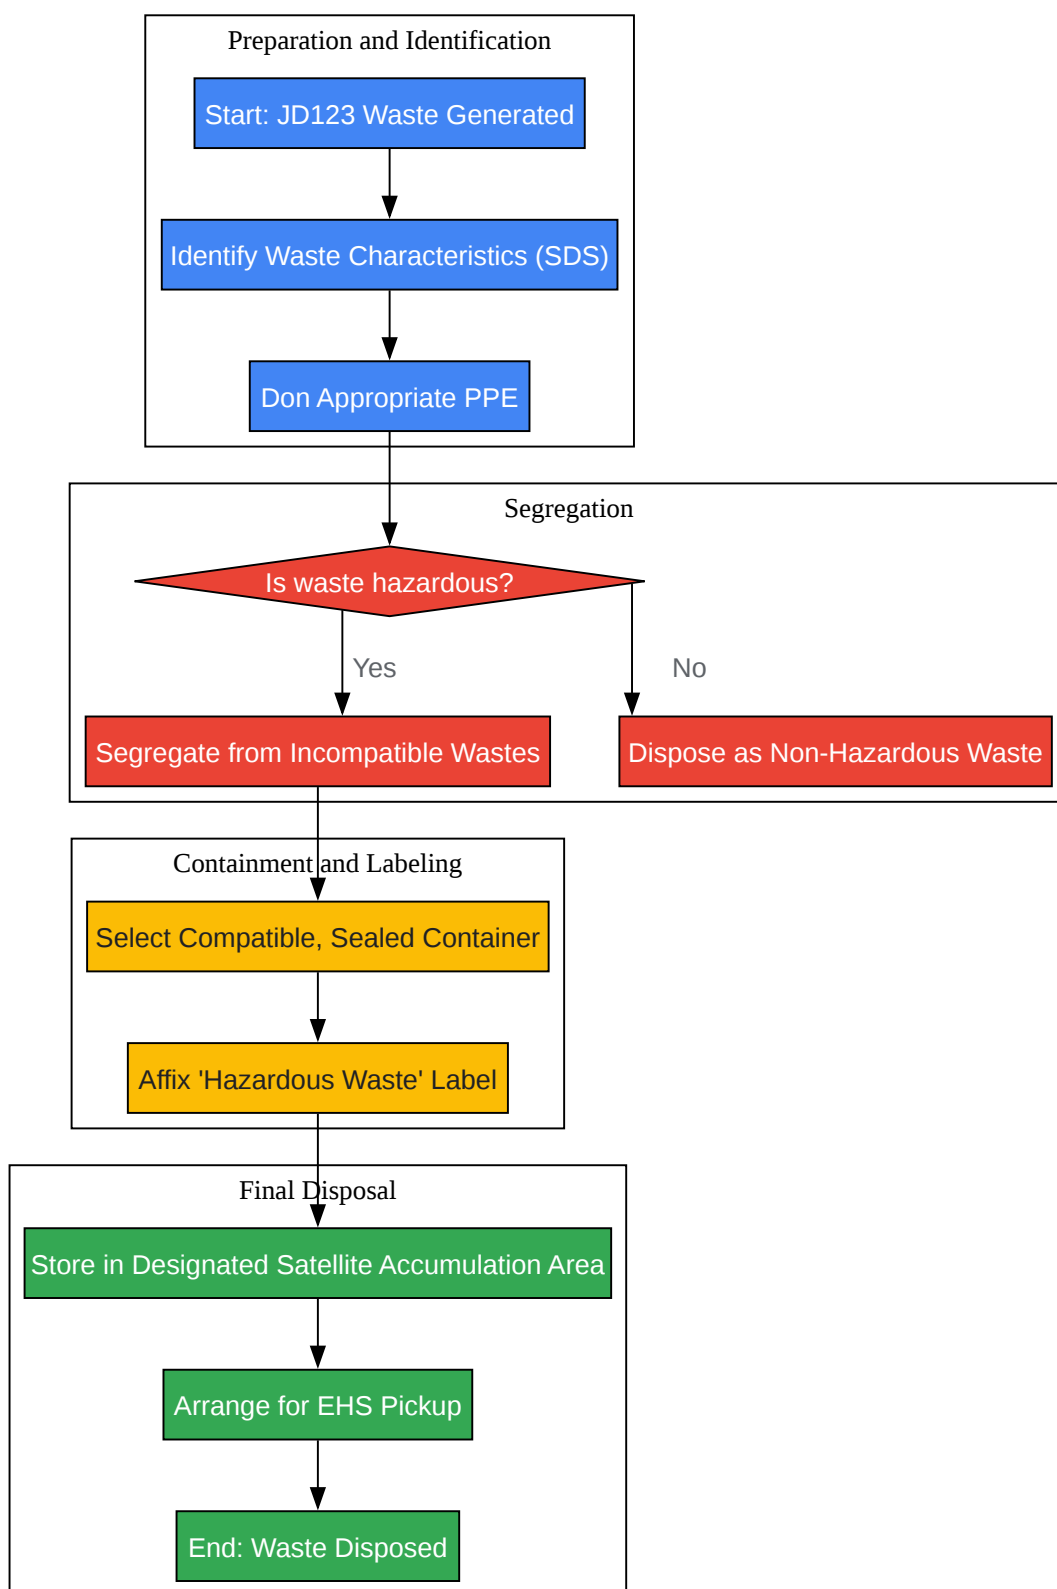 Preparation and Identification
Start: JD123 Waste Generated
Identify Waste Characteristics (SDS)
Don Appropriate PPE
Segregation
Is waste hazardous?
Yes
No
Segregate from Incompatible Wastes
Dispose as Non-Hazardous Waste
Containment and Labeling
Select Compatible, Sealed Container
Affix 'Hazardous Waste' Label
Final Disposal
Store in Designated Satellite Accumulation Area
Arrange for EHS Pickup
End: Waste Disposed